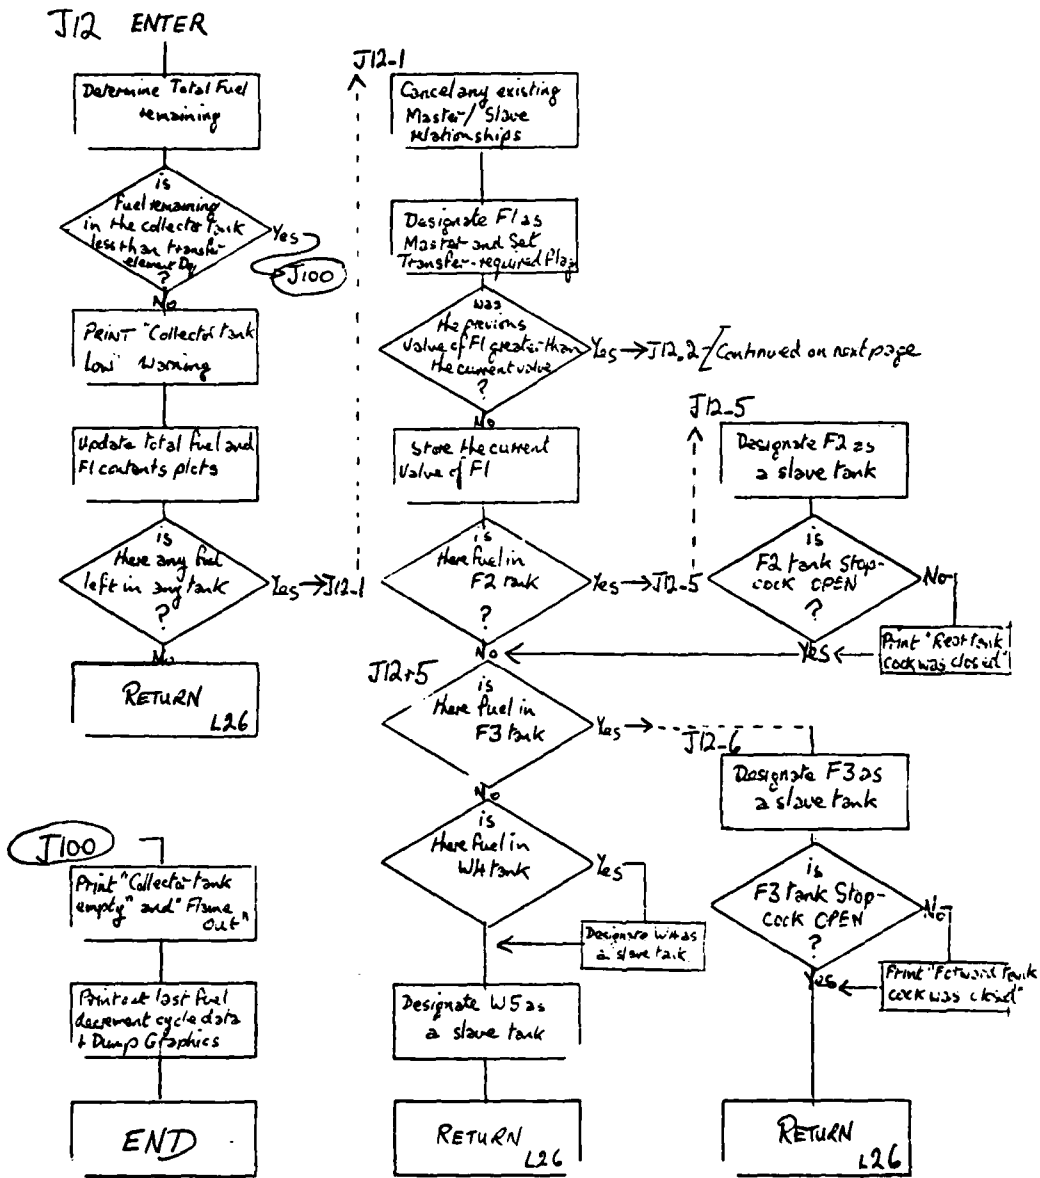 J12 ENTER
Determine Total Fuel
remaining
is
Fuel remaining
in the collector tank
less than transfer
element Dq
?
Yes
J100
No
PRINT "Collector tank
Low" Warning
Update total fuel and
F1 contents plots
is
there any fuel
left in any tank
?
Yes → J12-1
No
RETURN
L26
J100
Print "Collector tank
empty" and "Flame
Out"
Print out last fuel
decrement cycle data
+ Dump Graphics
END
J12-1
Cancel any existing
Master/Slave
relationships
Designate F1 as
Master and Set
Transfer-required flag
was
the previous
value of F1 greater than
the current value
?
Yes → J12.2 - [Continued on next page
No
Store the current
value of F1
is
there fuel in
F2 tank
?
Yes → J12-5
No
J12-5
Designate F2 as
a slave tank
is
F2 tank Stop-
cock OPEN
?
No
Print "Rear tank
cock was closed"
Yes
J12+5
is
there fuel in
F3 tank
Yes
J12-6
No
is
there fuel in
W4 tank
Yes
Designate W4 as
a slave tank
Designate W5 as
a slave tank
RETURN
L26
Designate F3 as
a slave tank
is
F3 tank Stop-
cock OPEN
?
No
Print "Forward tank
cock was closed"
Yes
RETURN
L26